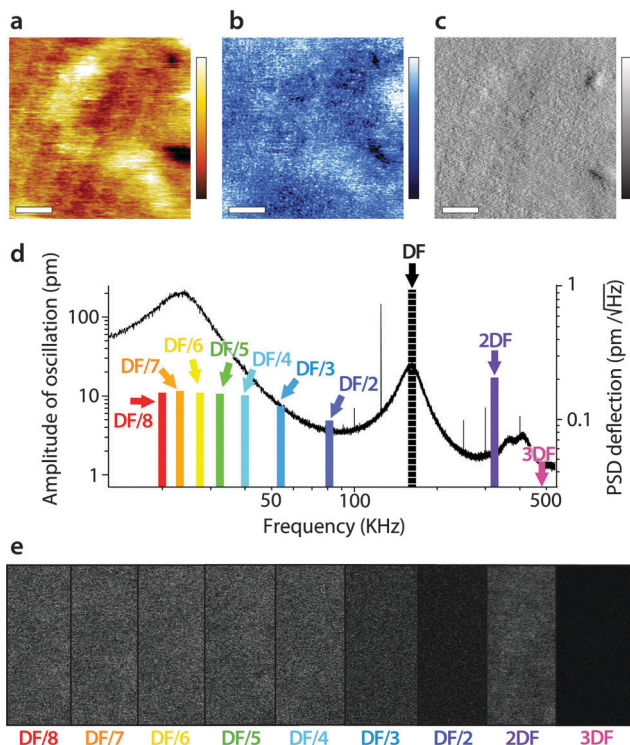 a
b
c
d
DF
Amplitude of oscillation (pm)
PSD deflection (pm /√Hz)
100
10
1
1
0.1
DF/8
DF/7
DF/6
DF/5
DF/4
DF/3
DF/2
2DF
3DF
50
100
500
Frequency (KHz)
e
DF/8 DF/7 DF/6 DF/5 DF/4 DF/3 DF/2 2DF 3DF